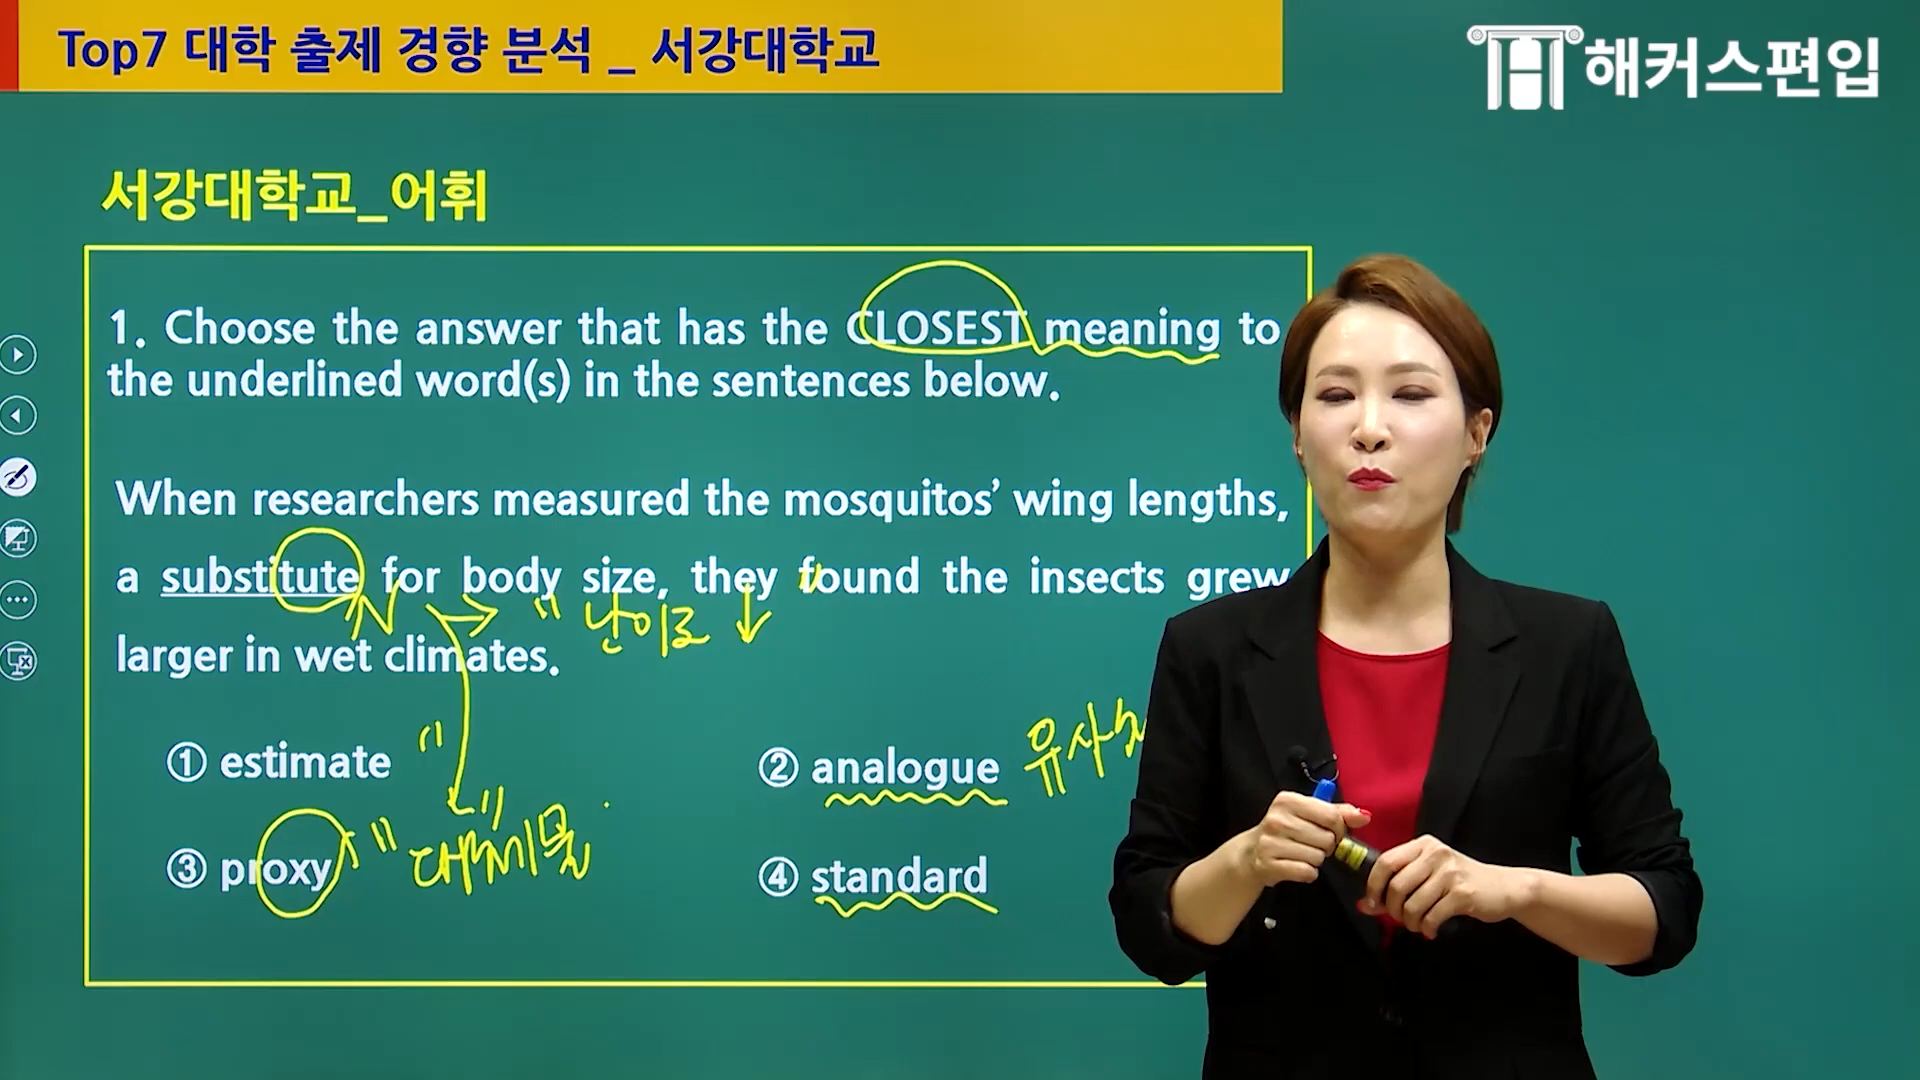 Top7 대학 출제 경향 분석 _ 서강대학교
해커스편입
서강대학교_어휘
1. Choose the answer that has the CLOSEST meaning to
the underlined word(s) in the sentences below.
When researchers measured the mosquitos’ wing lengths,
a substitute for body size, they found the insects grew
N " 난이도 ↓ "
larger in wet climates.
① estimate
② analogue 유사
③ proxy " 대체물 "
④ standard